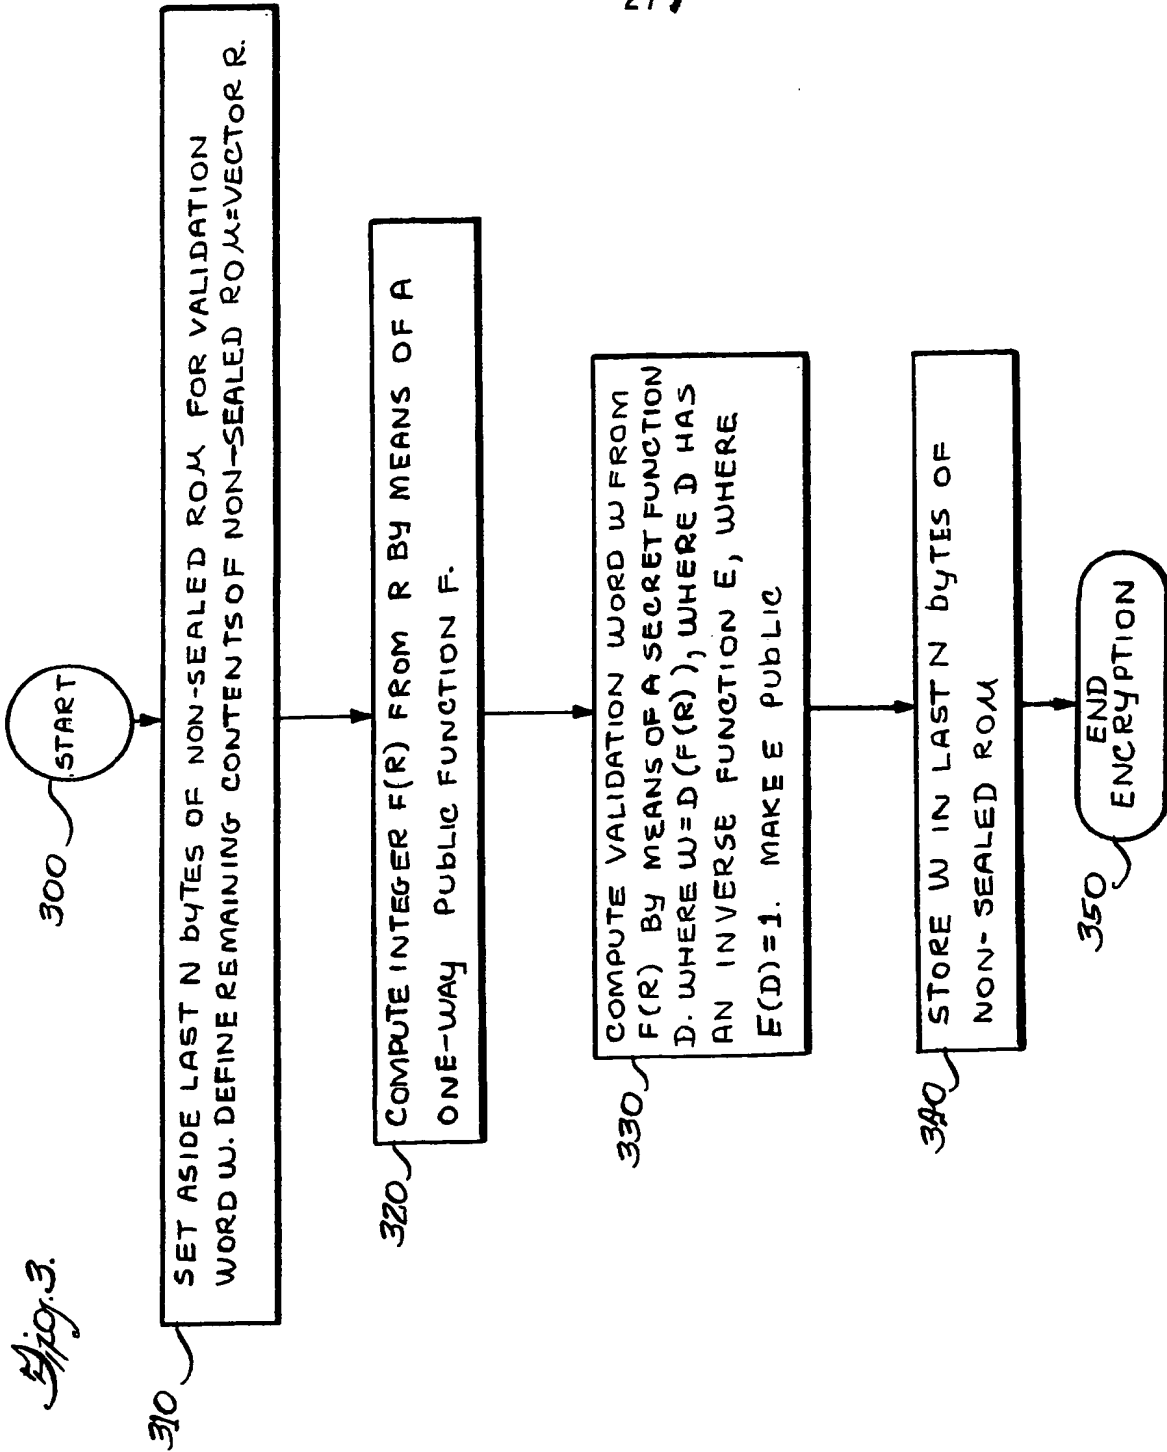 Fig. 3.
300
START
310
SET ASIDE LAST N bYTES OF NON-SEALED ROM FOR VALIDATION
WORD W. DEFINE REMAINING CONTENTS OF NON-SEALED ROM=VECTOR R.
320
COMPUTE INTEGER F(R) FROM R BY MEANS OF A
ONE-WAY PUBLIC FUNCTION F.
330
COMPUTE VALIDATION WORD W FROM
F(R) BY MEANS OF A SECRET FUNCTION
D. WHERE W=D(F(R)), WHERE D HAS
AN INVERSE FUNCTION E, WHERE
E(D)=1. MAKE E PUBLIC
340
STORE W IN LAST N bYTES OF
NON-SEALED ROM
350
END
ENCRYPTION